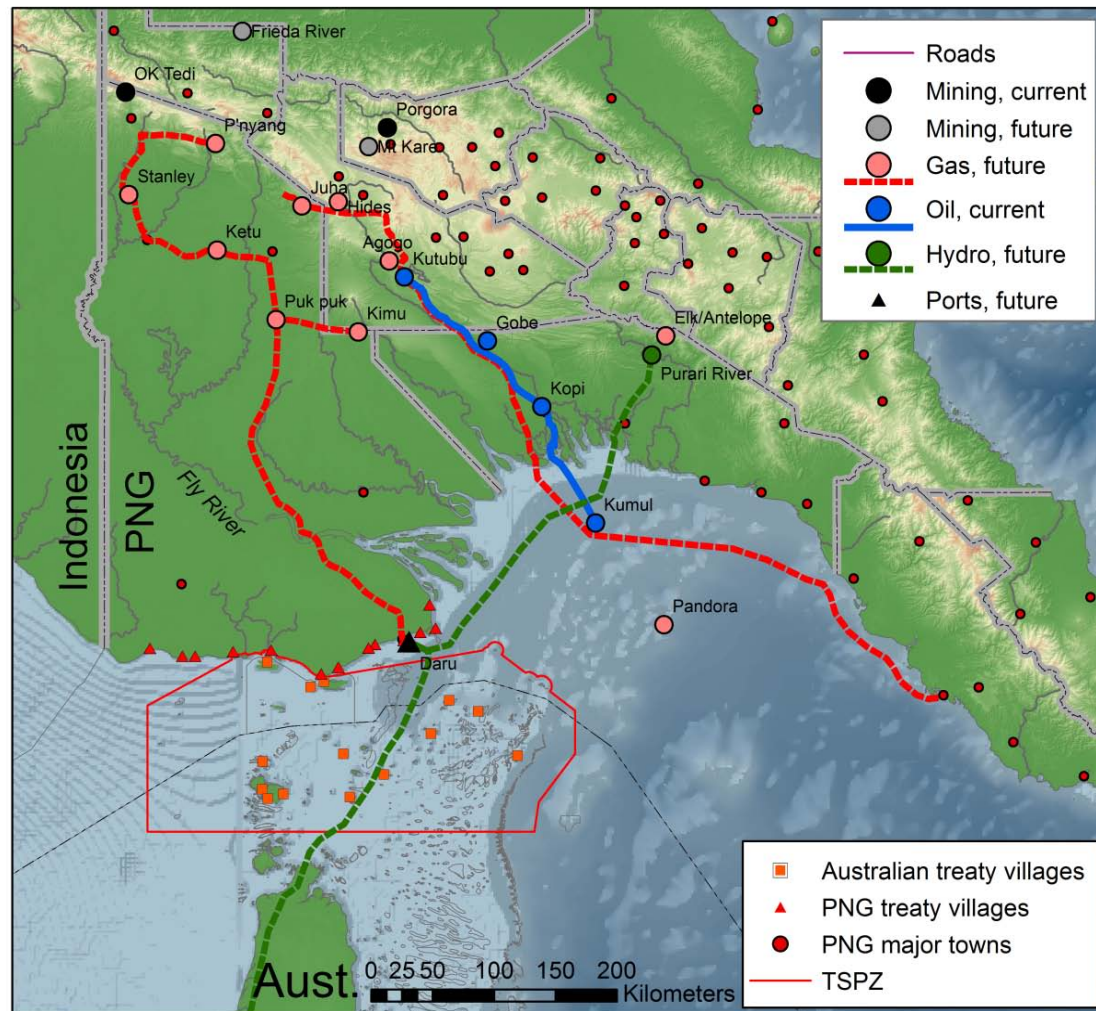 Frieda River
OK Tedi
Porgora
P'nyang
Mt Kare
Stanley
Juha
Hides
Ketu
Agogo
Kutubu
Puk puk
Kimu
Gobe
Elk/Antelope
Purari River
Kopi
Indonesia
PNG
Fly River
Kumul
Pandora
Daru
Aust.
0 25 50 100 150 200
Kilometers
Roads
Mining, current
Mining, future
Gas, future
Oil, current
Hydro, future
Ports, future
Australian treaty villages
PNG treaty villages
PNG major towns
TSPZ